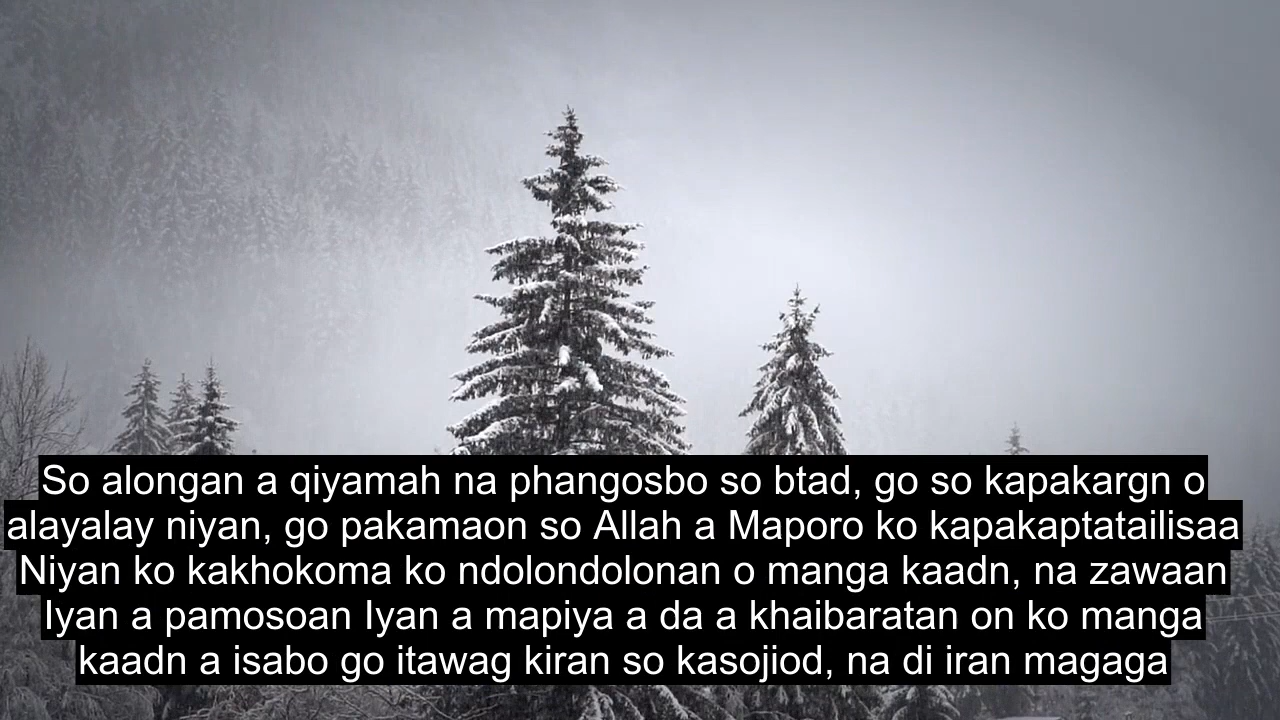 So alongan a qiyamah na phangosbo so btad, go so kapakargn o
alayalay niyan, go pakamaon so Allah a Maporo ko kapakaptatailisaa
Niyan ko kakhokoma ko ndolondolonan o manga kaadn, na zawaan
Iyan a pamosoan Iyan a mapiya a da a khaibaratan on ko manga
kaadn a isabo go itawag kiran so kasojiod, na di iran magaga